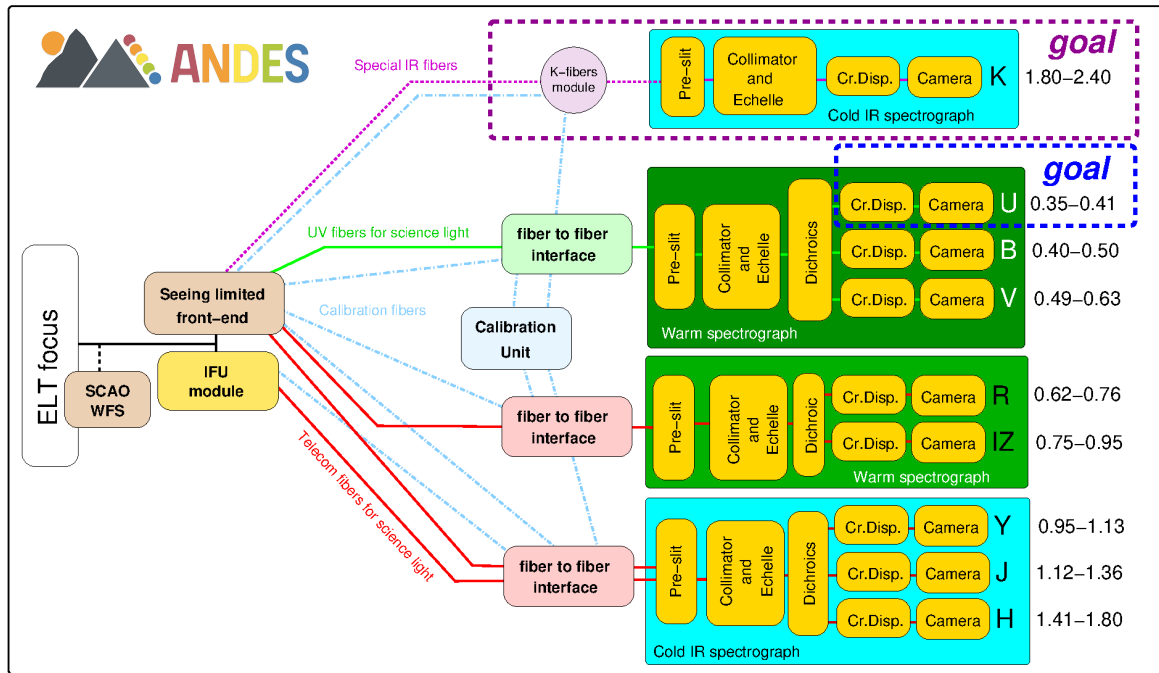 ANDES
Special IR fibers
K-fibers
module
Pre-slit
Collimator
and
Echelle
Cr.Disp.
Camera
K
Cold IR spectrograph
goal
1.80-2.40
goal
UV fibers for science light
fiber to fiber
interface
Pre-slit
Collimator
and
Echelle
Dichroics
Cr.Disp.
Camera
U
0.35-0.41
Cr.Disp.
Camera
B
0.40-0.50
Cr.Disp.
Camera
V
0.49-0.63
Warm spectrograph
ELT focus
Seeing limited
front-end
SCAO
WFS
IFU
module
Calibration fibers
Calibration
Unit
fiber to fiber
interface
Pre-slit
Collimator
and
Echelle
Dichroic
Cr.Disp.
Camera
R
0.62-0.76
Cr.Disp.
Camera
IZ
0.75-0.95
Warm spectrograph
Telecom fibers for science light
fiber to fiber
interface
Pre-slit
Collimator
and
Echelle
Dichroics
Cr.Disp.
Camera
Y
0.95-1.13
Cr.Disp.
Camera
J
1.12-1.36
Cr.Disp.
Camera
H
1.41-1.80
Cold IR spectrograph